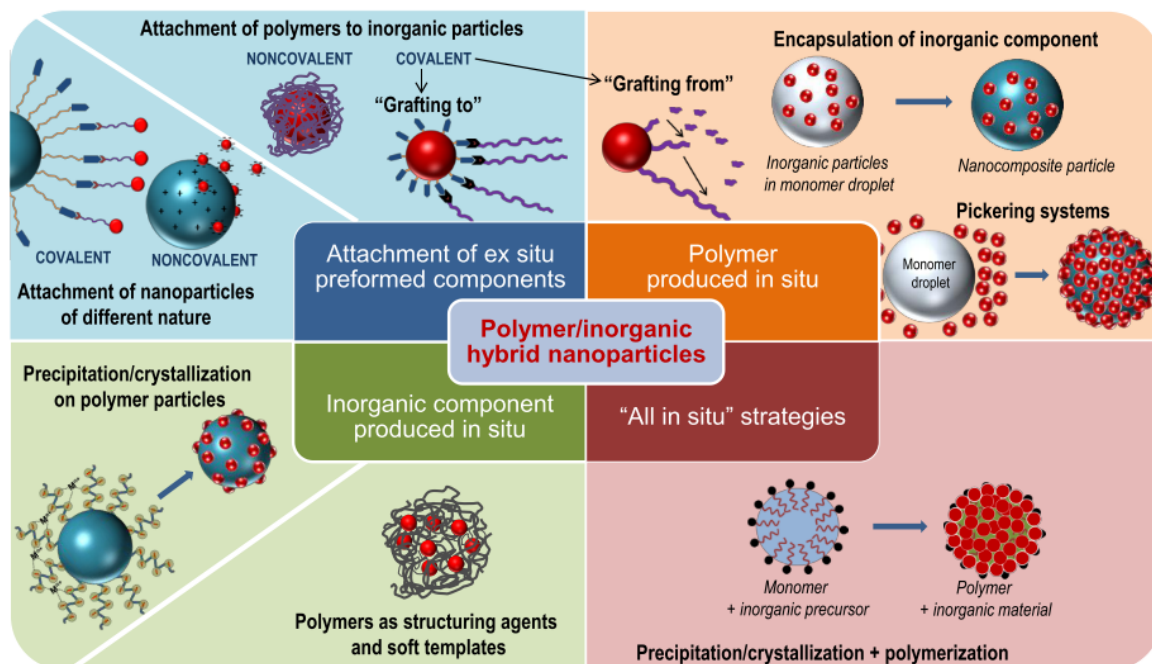 Attachment of polymers to inorganic particles
NONCOVALENT
COVALENT
“Grafting to”
COVALENT
NONCOVALENT
Attachment of nanoparticles
of different nature
Attachment of ex situ
preformed components
“Grafting from”
Encapsulation of inorganic component
Inorganic particles
in monomer droplet
Nanocomposite particle
Pickering systems
Monomer
droplet
Polymer
produced in situ
Polymer/inorganic
hybrid nanoparticles
Precipitation/crystallization
on polymer particles
Inorganic component
produced in situ
Polymers as structuring agents
and soft templates
“All in situ” strategies
Monomer
+ inorganic precursor
Polymer
+ inorganic material
Precipitation/crystallization + polymerization